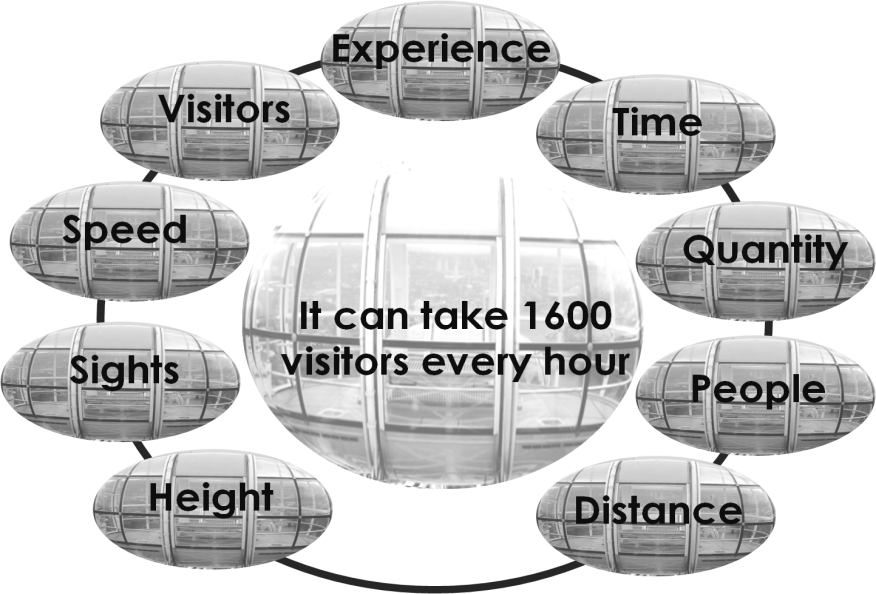 Experience
Visitors
Time
Speed
Quantity
It can take 1600
visitors every hour
Sights
People
Height
Distance